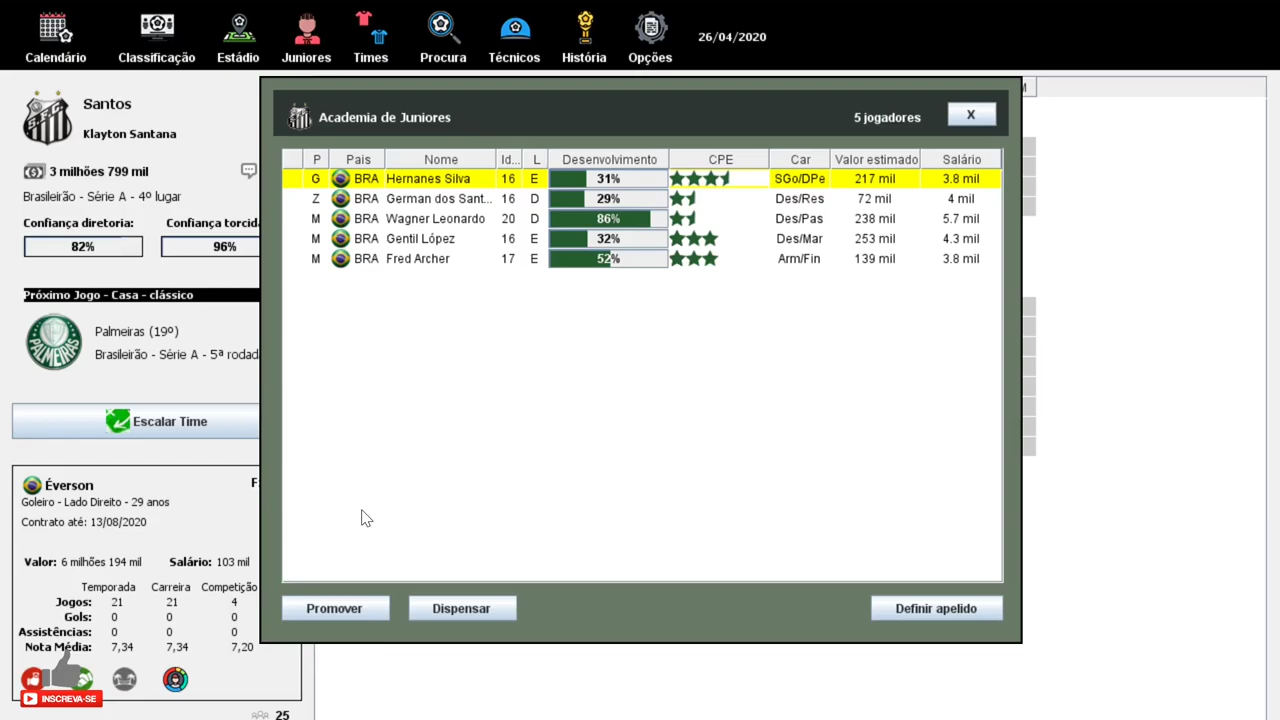 Calendário Classificação Estádio Juniores Times Procura Técnicos História Opções 26/04/2020
Santos
Klayton Santana
3 milhões 799 mil
Brasileirão - Série A - 4º lugar
Confiança diretoria: Confiança torcid
82% 96%
Próximo Jogo - Casa - clássico
Palmeiras (19º)
Brasileirão - Série A - 5ª rodad
Escalar Time
Éverson
Goleiro - Lado Direito - 29 anos
Contrato até: 13/08/2020
Valor: 6 milhões 194 mil Salário: 103 mil
Temporada Carreira Competição
Jogos: 21 21 4
Gols: 0 0 0
Assistências: 0 0 0
Nota Média: 7,34 7,34 7,20
INSCREVA-SE
25
Academia de Juniores 5 jogadores X
P País Nome Id... L Desenvolvimento CPE Car Valor estimado Salário
G BRA Hernanes Silva 16 E 31% SGo/DPe 217 mil 3.8 mil
Z BRA German dos Sant... 16 D 29% Des/Res 72 mil 4 mil
M BRA Wagner Leonardo 20 D 86% Des/Pas 238 mil 5.7 mil
M BRA Gentil López 16 E 32% Des/Mar 253 mil 4.3 mil
M BRA Fred Archer 17 E 52% Arm/Fin 139 mil 3.8 mil
Promover Dispensar Definir apelido